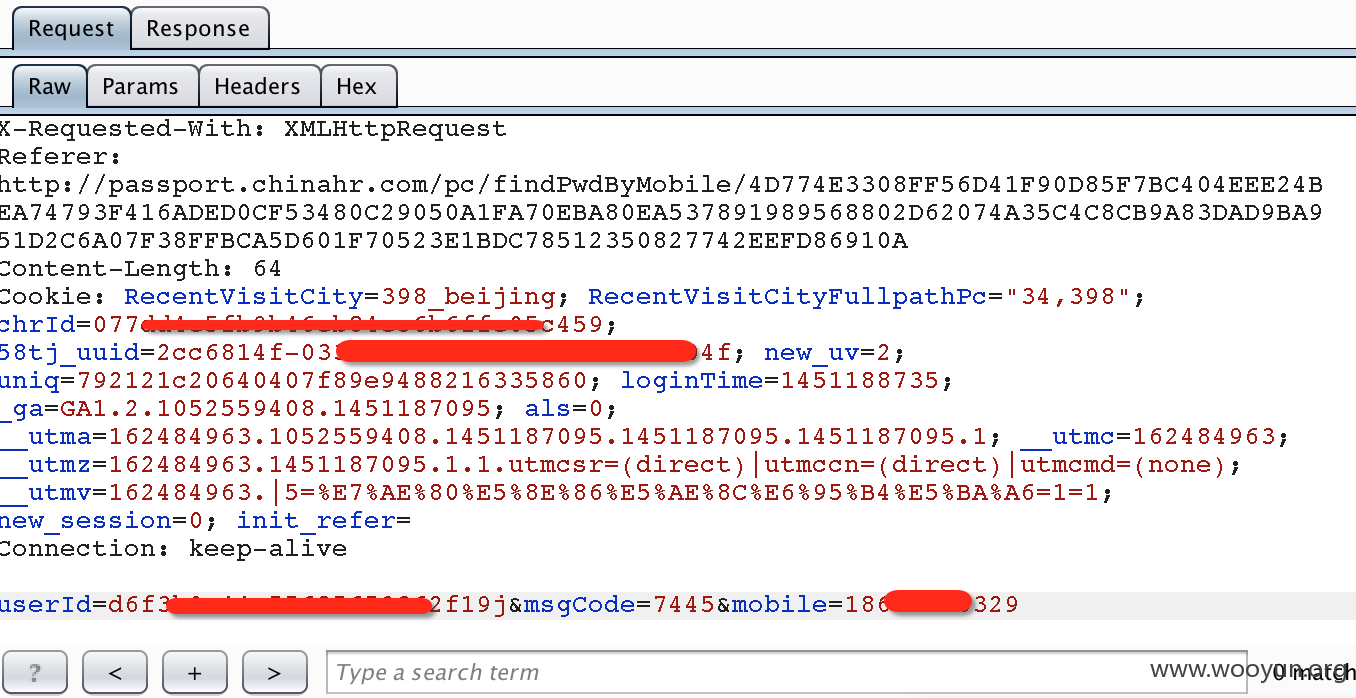 Request Response
Raw Params Headers Hex
X-Requested-With: XMLHttpRequest
Referer:
http://passport.chinahr.com/pc/findPwdByMobile/4D774E3308FF56D41F90D85F7BC404EEE24B
EA74793F416ADED0CF53480C29050A1FA70EBA80EA537891989568802D62074A35C4C8CB9A83DAD9BA9
51D2C6A07F38FFBCA5D601F70523E1BDC78512350827742EEFD86910A
Content-Length: 64
Cookie: RecentVisitCity=398_beijing; RecentVisitCityFullpathPc="34,398";
chrId=077 c459;
58tj_uuid=2cc6814f-03 4f; new_uv=2;
uniq=792121c20640407f89e9488216335860; loginTime=1451188735;
_ga=GA1.2.1052559408.1451187095; als=0;
__utma=162484963.1052559408.1451187095.1451187095.1451187095.1; __utmc=162484963;
__utmz=162484963.1451187095.1.1.utmcsr=(direct)|utmccn=(direct)|utmcmd=(none);
__utmv=162484963.|5=%E7%AE%80%E5%8E%86%E5%AE%8C%E6%95%B4%E5%BA%A6=1=1;
new_session=0; init_refer=
Connection: keep-alive
userId=d6f3 2f19j&msgCode=7445&mobile=186 329
? < + > Type a search term 0 match
www.wooyun.org